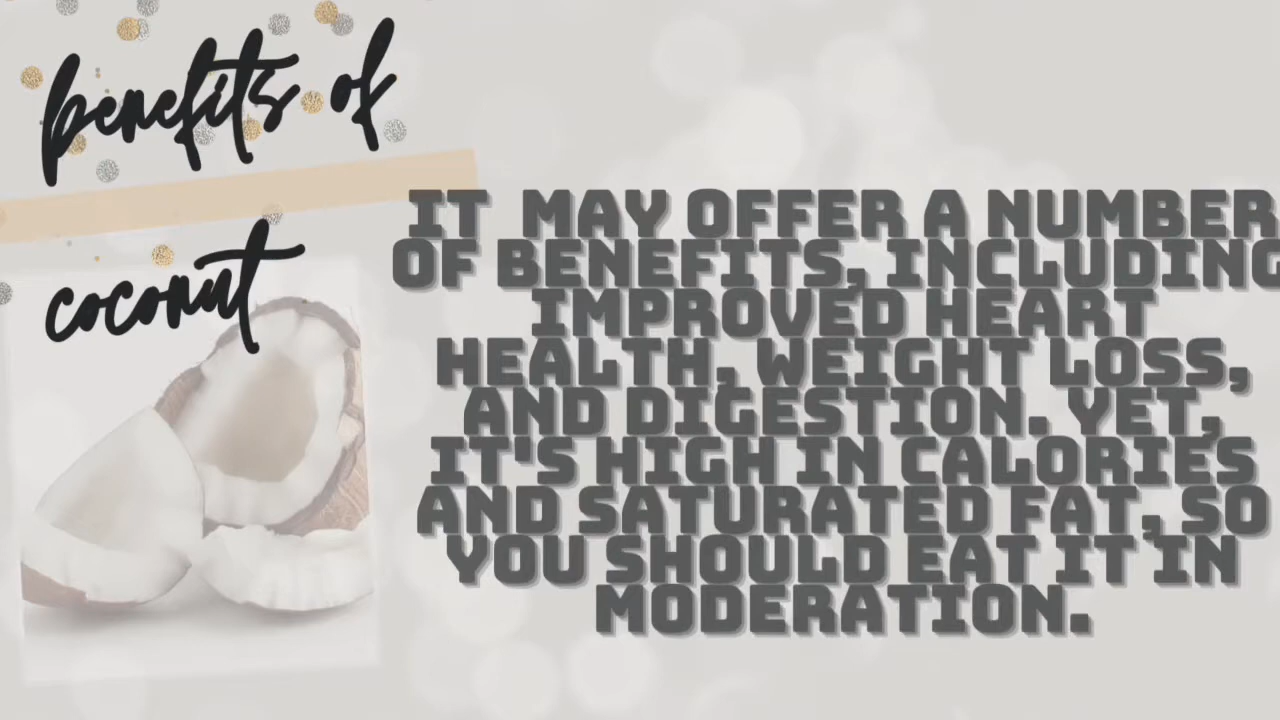 benefits of
coconut
IT MAY OFFER A NUMBER
OF BENEFITS, INCLUDING
IMPROVED HEART
HEALTH, WEIGHT LOSS,
AND DIGESTION. YET,
IT'S HIGH IN CALORIES
AND SATURATED FAT, SO
YOU SHOULD EAT IT IN
MODERATION.